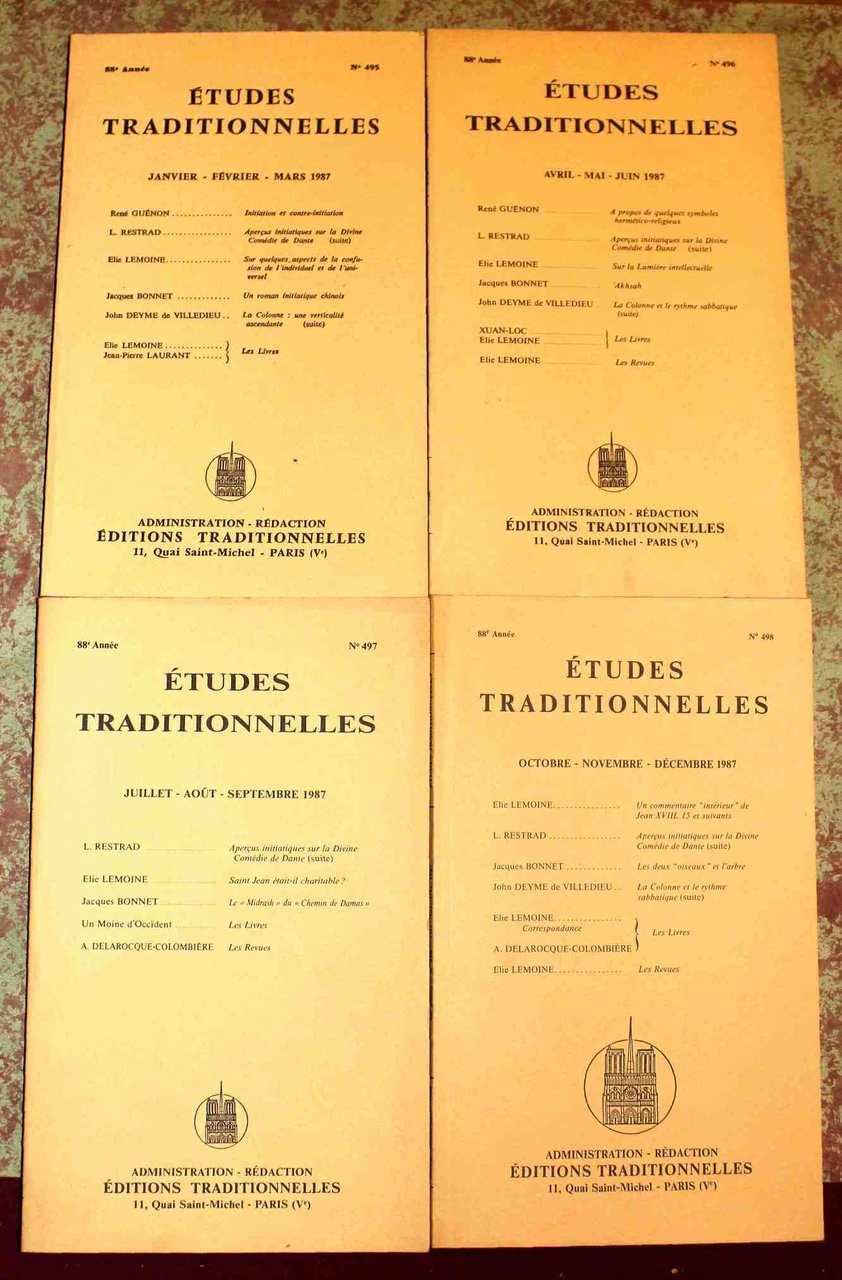 88e Année N° 495
ÉTUDES
TRADITIONNELLES
JANVIER - FÉVRIER - MARS 1987
René GUÉNON .............. Initiation et contre-initiation
L. RESTRAD ................ Aperçus initiatiques sur la Divine
Comédie de Dante (suite)
Elie LEMOINE ............... Sur quelques aspects de la confu-
sion de l'individuel et de l'uni-
versel
Jacques BONNET ............ Un roman initiatique chinois
John DEYME de VILLEDIEU .. La Colonne : une verticalité
ascendante (suite)
Elie LEMOINE .............. }
Jean-Pierre LAURANT ....... } Les Livres
ADMINISTRATION - RÉDACTION
ÉDITIONS TRADITIONNELLES
11, Quai Saint-Michel - PARIS (Ve)
88e Année N° 496
ÉTUDES
TRADITIONNELLES
AVRIL - MAI - JUIN 1987
René GUÉNON .............. A propos de quelques symboles
hermético-religieux
L. RESTRAD ................ Aperçus initiatiques sur la Divine
Comédie de Dante (suite)
Elie LEMOINE .............. Sur la Lumière intellectuelle
Jacques BONNET ............ Akhsah
John DEYME de VILLEDIEU .. La Colonne et le rythme sabbatique
(suite)
XUAN-LOC ................ }
Elie LEMOINE .............. } Les Livres
Elie LEMOINE .............. Les Revues
ADMINISTRATION - RÉDACTION
ÉDITIONS TRADITIONNELLES
11, Quai Saint-Michel - PARIS (Ve)
88e Année N° 497
ÉTUDES
TRADITIONNELLES
JUILLET - AOÛT - SEPTEMBRE 1987
L. RESTRAD ................ Aperçus initiatiques sur la Divine
Comédie de Dante (suite)
Elie LEMOINE .............. Saint Jean était-il charitable ?
Jacques BONNET ............ Le « Midrash » du « Chemin de Damas »
Un Moine d'Occident ........ Les Livres
A. DELAROCQUE-COLOMBIÈRE Les Revues
ADMINISTRATION - RÉDACTION
ÉDITIONS TRADITIONNELLES
11, Quai Saint-Michel - PARIS (Ve)
88e Année N° 498
ÉTUDES
TRADITIONNELLES
OCTOBRE - NOVEMBRE - DÉCEMBRE 1987
Elie LEMOINE................ Un commentaire "intérieur" de
Jean XVIII, 15 et suivants
L. RESTRAD ................. Aperçus initiatiques sur la Divine
Comédie de Dante (suite)
Jacques BONNET ............. Les deux "oiseaux" et l'arbre
John DEYME de VILLEDIEU .. La Colonne et le rythme
sabbatique (suite)
Elie LEMOINE................ }
Correspondance } Les Livres
A. DELAROCQUE-COLOMBIÈRE }
Elie LEMOINE................ Les Revues
ADMINISTRATION - RÉDACTION
ÉDITIONS TRADITIONNELLES
11, Quai Saint-Michel - PARIS (Ve)